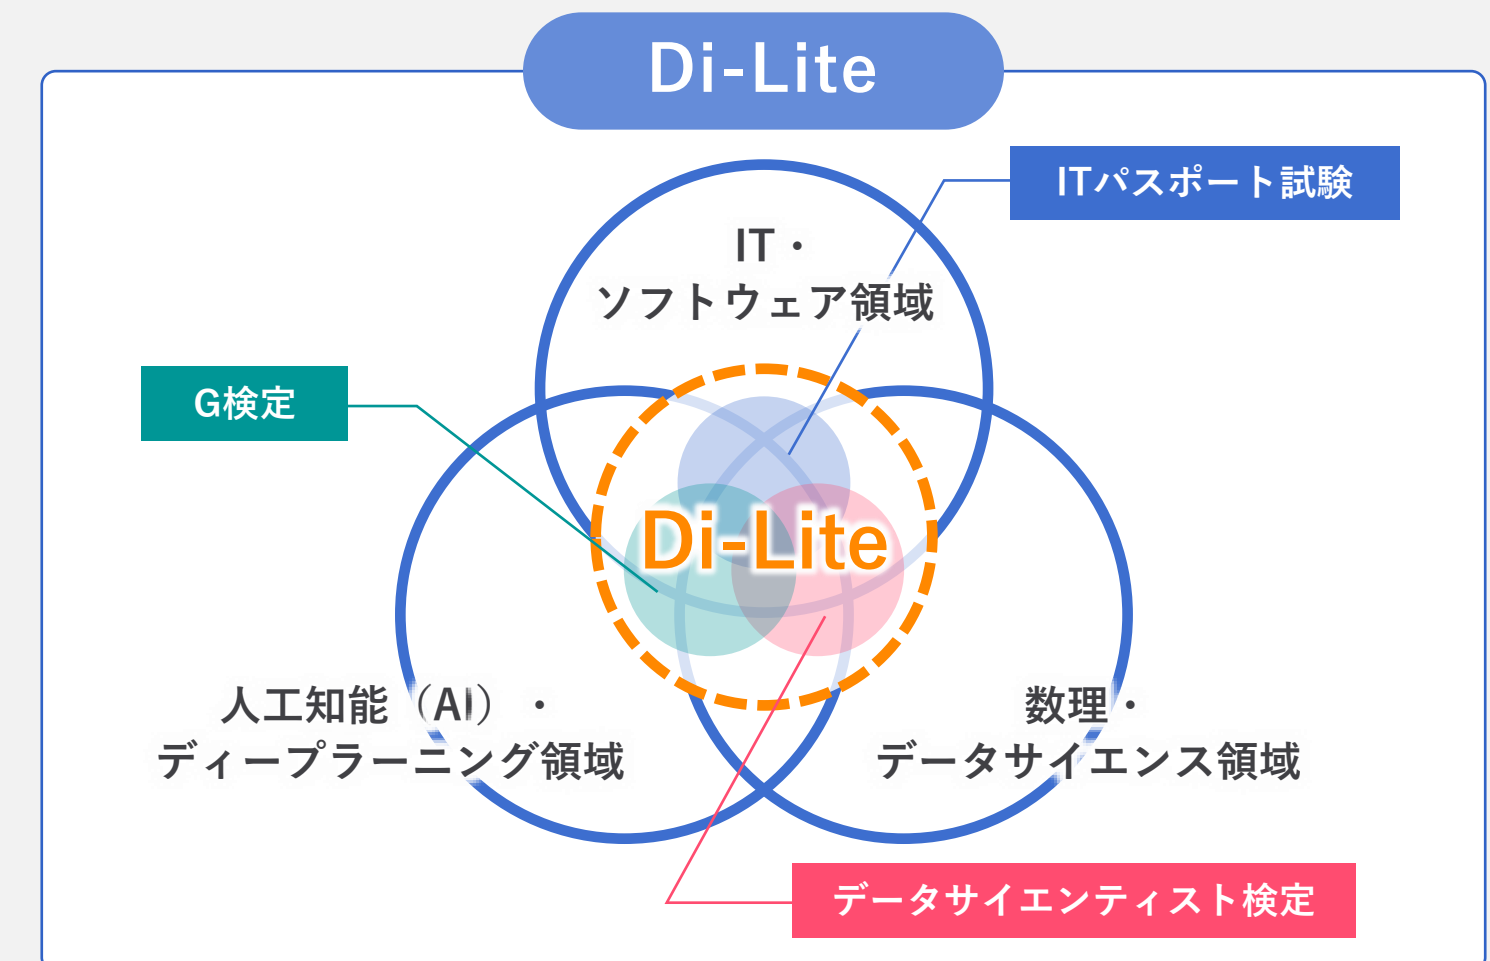 Di-Lite
ITパスポート試験
IT・
ソフトウェア領域
G検定
Di-Lite
人工知能（AI）・
ディープラーニング領域
数理・
データサイエンス領域
データサイエンティスト検定